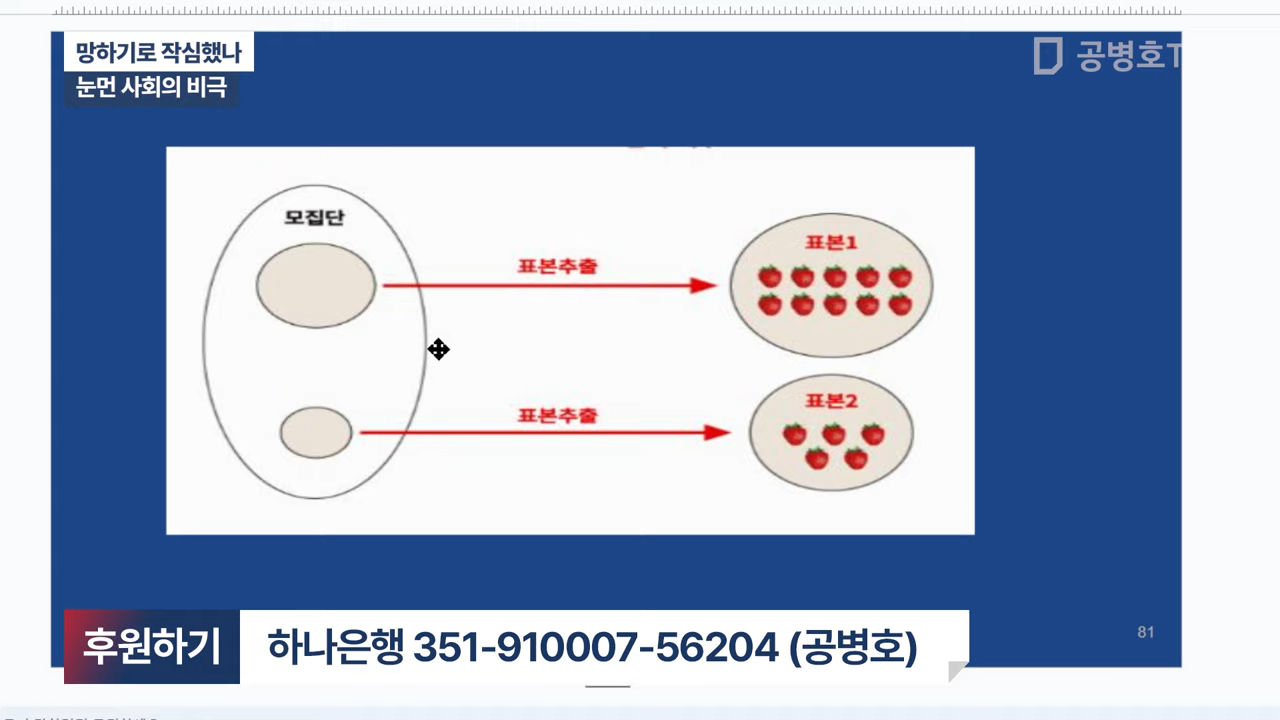 망하기로 작심했나
눈먼 사회의 비극
공병호T
모집단
표본추출
표본1
표본추출
표본2
81
후원하기
하나은행 351-910007-56204 (공병호)